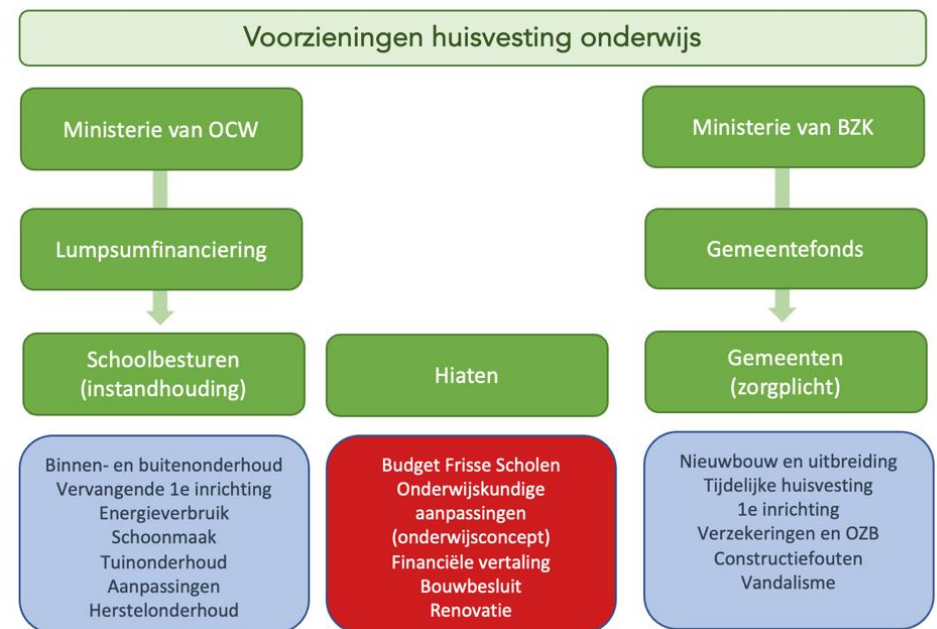 Voorzieningen huisvesting onderwijs
Ministerie van OCW
Lumpsumfinanciering
Schoolbesturen
(instandhouding)
Binnen- en buitenonderhoud
Vervangende 1e inrichting
Energieverbruik
Schoonmaak
Tuinonderhoud
Aanpassingen
Herstelonderhoud
Hiaten
Budget Frisse Scholen
Onderwijskundige
aanpassingen
(onderwijsconcept)
Financiële vertaling
Bouwbesluit
Renovatie
Ministerie van BZK
Gemeentefonds
Gemeenten
(zorgplicht)
Nieuwbouw en uitbreiding
Tijdelijke huisvesting
1e inrichting
Verzekeringen en OZB
Constructiefouten
Vandalisme